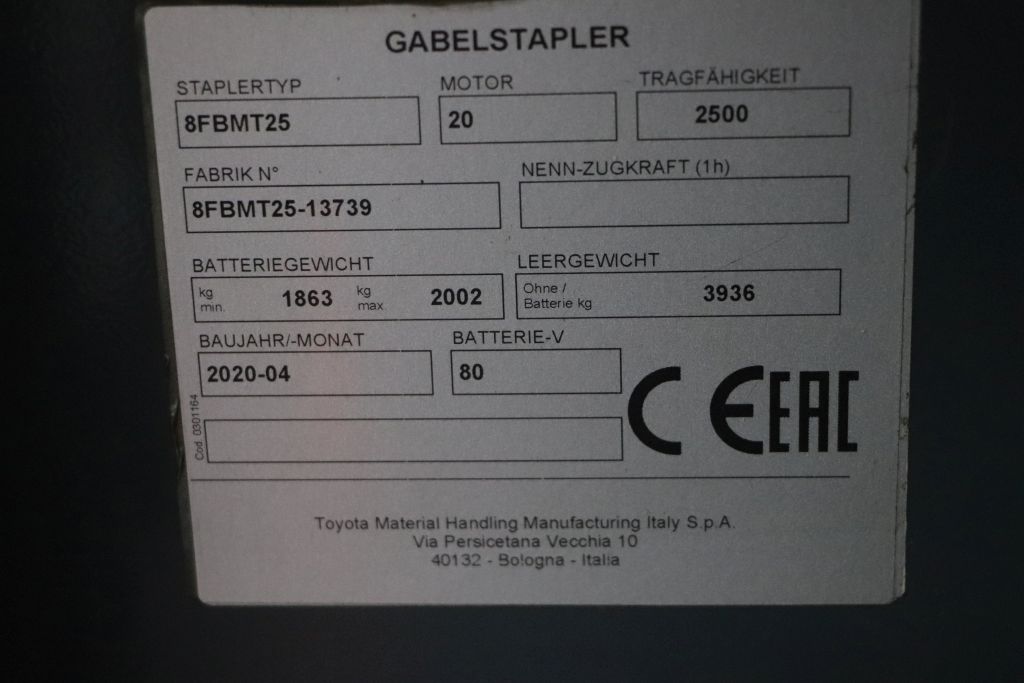 GABELSTAPLER
STAPLERTYP MOTOR TRAGFÄHIGKEIT
8FBMT25 20 2500
FABRIK N° NENN-ZUGKRAFT (1h)
8FBMT25-13739
BATTERIEGEWICHT LEERGEWICHT
kg min. 1863 kg max. 2002 Ohne / Batterie kg 3936
BAUJAHR/-MONAT BATTERIE-V
2020-04 80
CE EAC
Cod. 0301164
Toyota Material Handling Manufacturing Italy S.p.A.
Via Persicetana Vecchia 10
40132 - Bologna - Italia